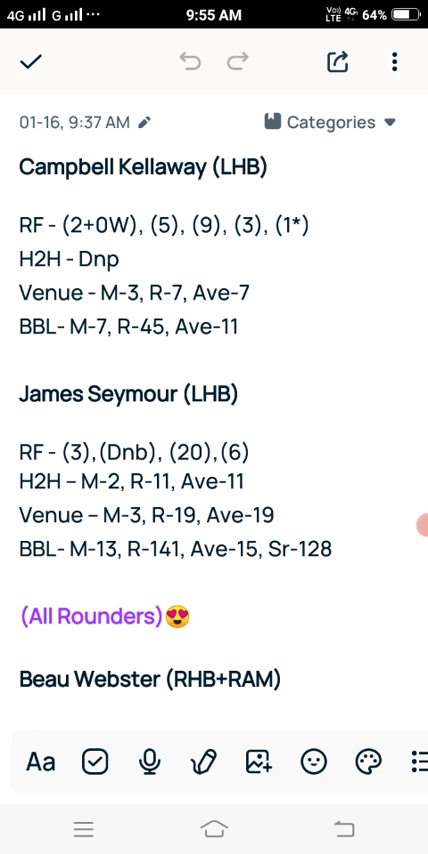 4G G ... 9:55 AM Vo)) LTE 4G 64%
01-16, 9:37 AM Categories
Campbell Kellaway (LHB)
RF - (2+0W), (5), (9), (3), (1*)
H2H - Dnp
Venue - M-3, R-7, Ave-7
BBL- M-7, R-45, Ave-11
James Seymour (LHB)
RF - (3),(Dnb), (20),(6)
H2H – M-2, R-11, Ave-11
Venue – M-3, R-19, Ave-19
BBL- M-13, R-141, Ave-15, Sr-128
(All Rounders)😍
Beau Webster (RHB+RAM)
Aa